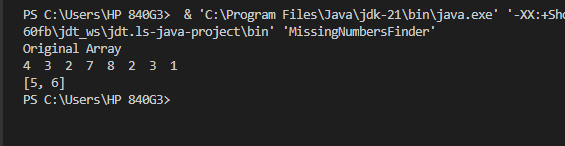 PS C:\Users\HP 840G3>  & 'C:\Program Files\Java\jdk-21\bin\java.exe' '-XX:+Sho
60fb\jdt_ws\jdt.ls-java-project\bin' 'MissingNumbersFinder'
Original Array
4  3  2  7  8  2  3  1
[5, 6]
PS C:\Users\HP 840G3>